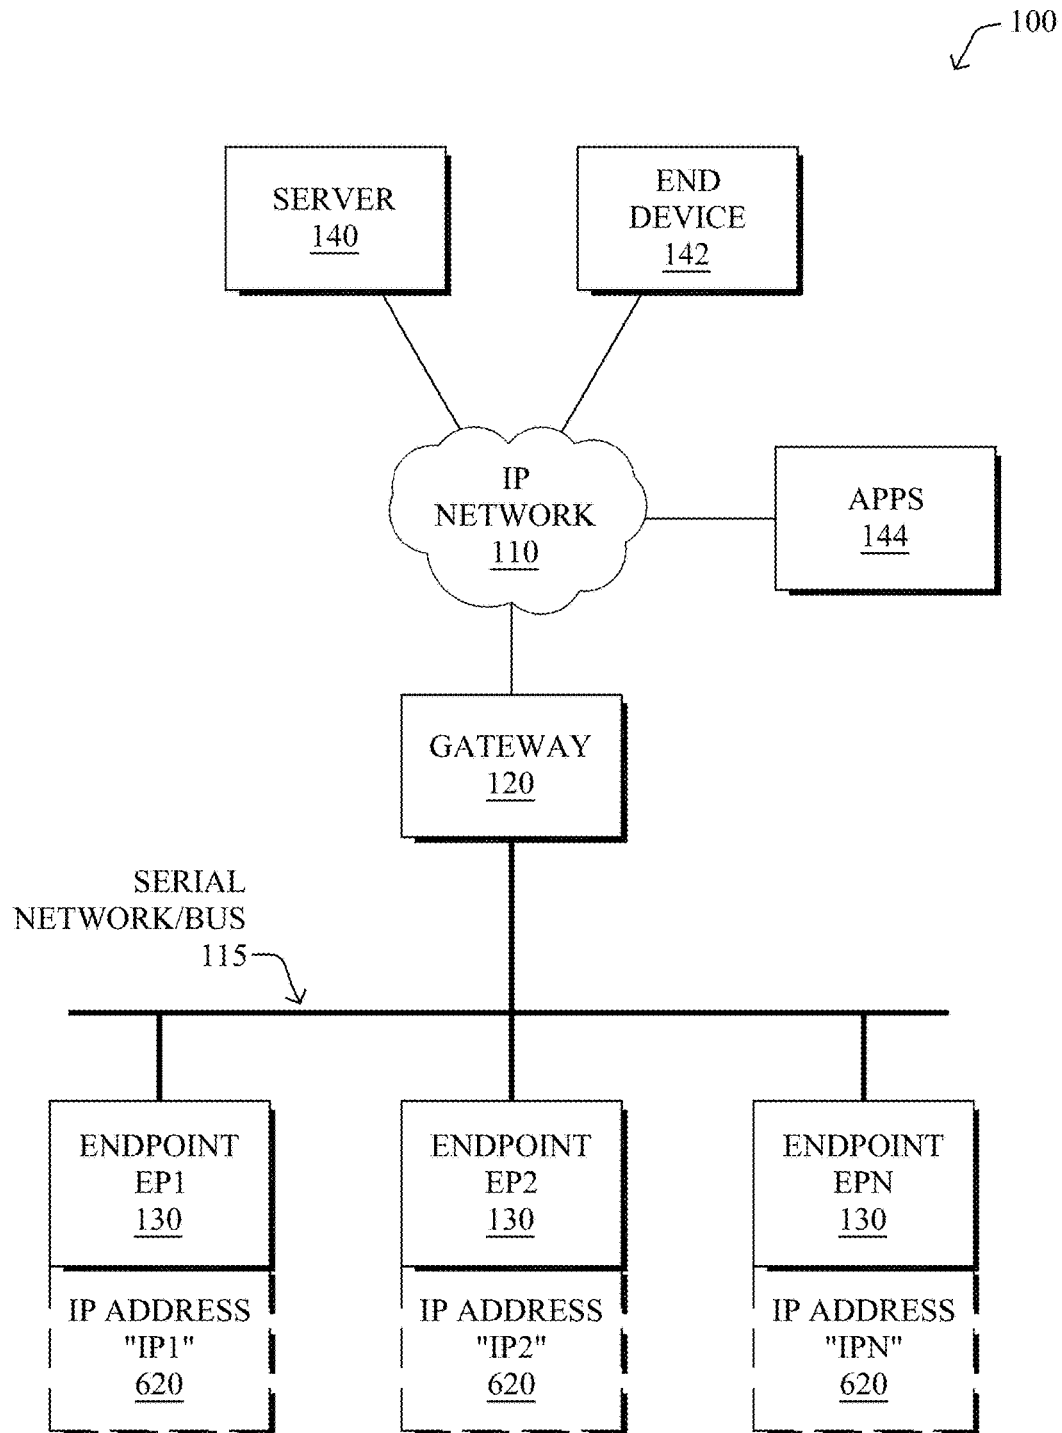 100
SERVER
140
END
DEVICE
142
IP
NETWORK
110
APPS
144
GATEWAY
120
SERIAL
NETWORK/BUS
115
ENDPOINT
EP1
130
ENDPOINT
EP2
130
ENDPOINT
EPN
130
IP ADDRESS
"IP1"
620
IP ADDRESS
"IP2"
620
IP ADDRESS
"IPN"
620